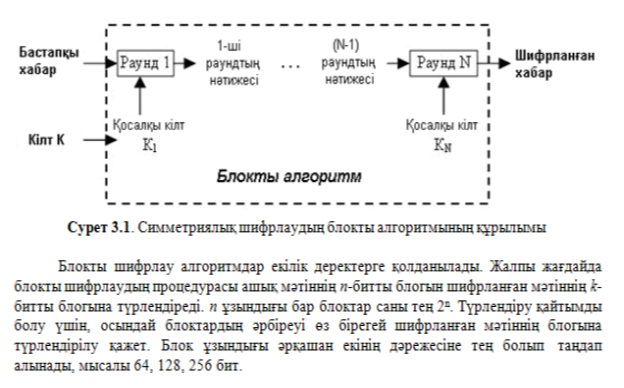 Бастапқы хабар
Раунд 1
1-ші раундтың нәтижесі
...
(N-1) раундтың нәтижесі
Раунд N
Шифрланған хабар
Кілт K
Қосалқы кілт K1
Қосалқы кілт KN
Блокты алгоритм
Сурет 3.1. Симметриялық шифрлаудың блокты алгоритмының құрылымы
Блокты шифрлау алгоритмдар екілік деректерге қолданылады. Жалпы жағдайда
блокты шифрлаудың процедурасы ашық мәтіннің n-битты блогын шифрланған мәтіннің k-
битты блогына түрлендіреді. n ұзындығы бар блоктар саны тең 2ⁿ. Түрлендіру қайтымды
болу үшін, осындай блоктардың әрбіреуі өз бірегей шифрланған мәтіннің блогына
түрлендірілу қажет. Блок ұзындығы әрқашан екінің дәрежесіне тең болып таңдап
алынады, мысалы 64, 128, 256 бит.